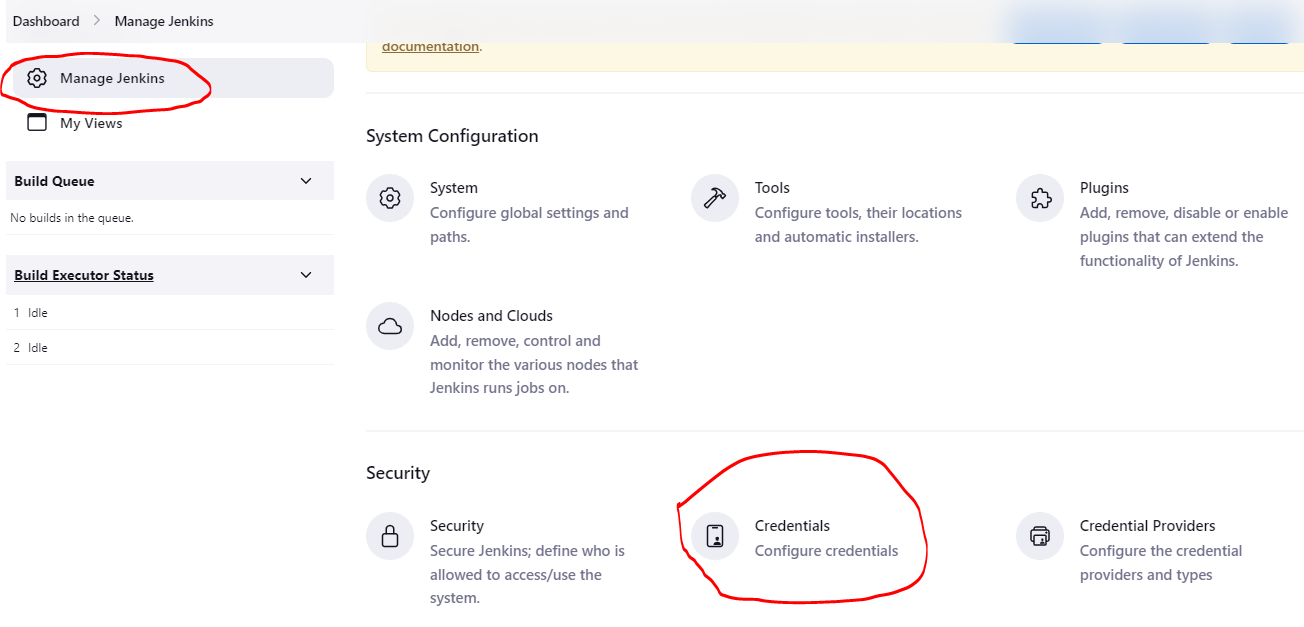 Dashboard > Manage Jenkins
documentation.
Manage Jenkins
My Views
Build Queue
No builds in the queue.
Build Executor Status
1 Idle
2 Idle
System Configuration
System
Configure global settings and
paths.
Tools
Configure tools, their locations
and automatic installers.
Plugins
Add, remove, disable or enable
plugins that can extend the
functionality of Jenkins.
Nodes and Clouds
Add, remove, control and
monitor the various nodes that
Jenkins runs jobs on.
Security
Security
Secure Jenkins; define who is
allowed to access/use the
system.
Credentials
Configure credentials
Credential Providers
Configure the credential
providers and types